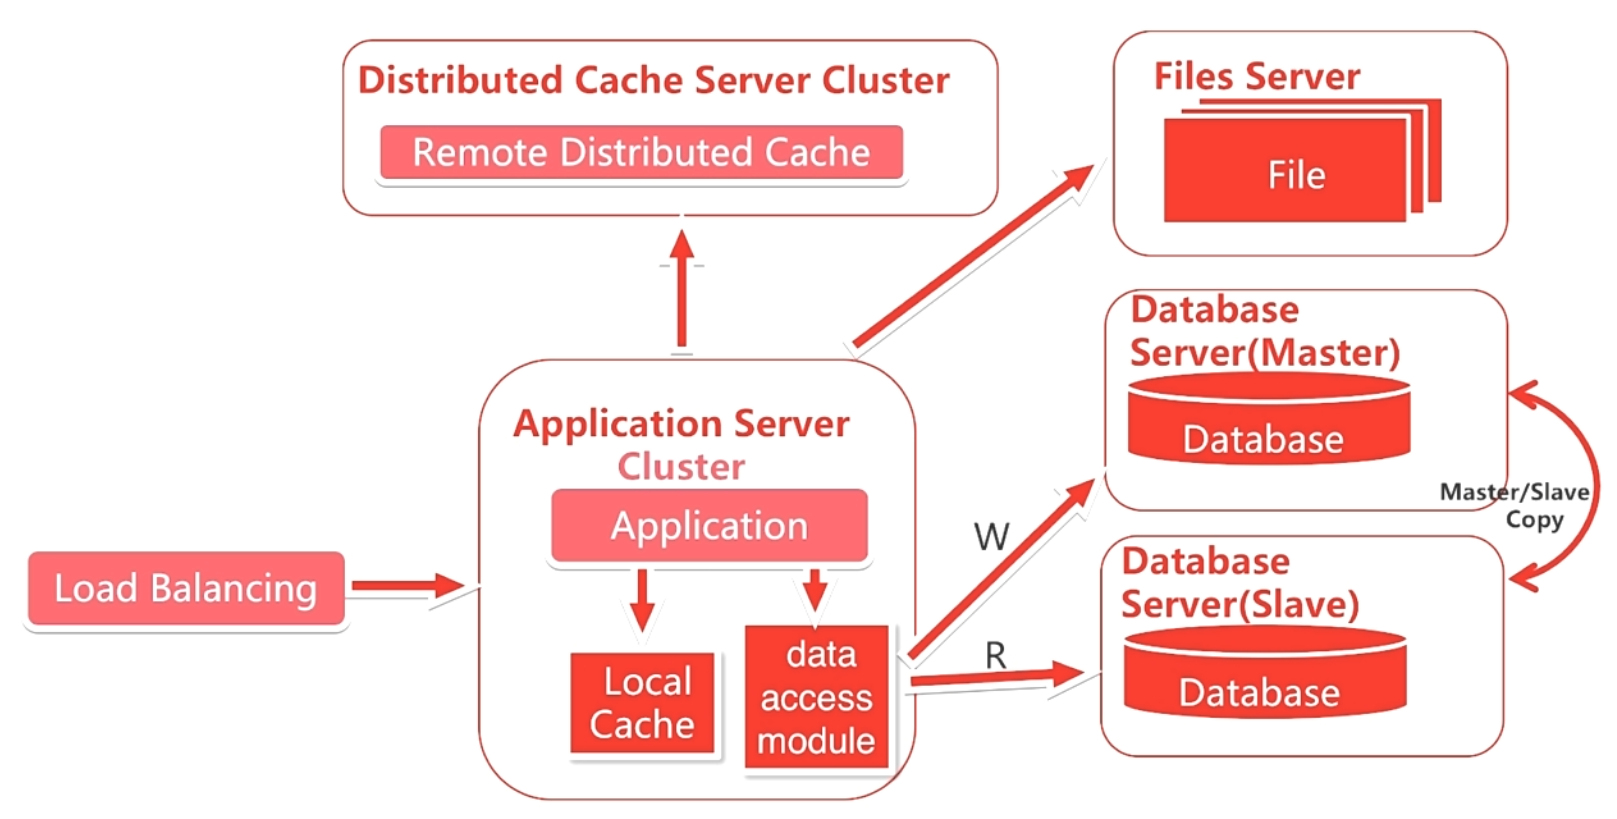 Distributed Cache Server Cluster
Remote Distributed Cache
Files Server
File
Database
Server(Master)
Database
Master/Slave
Copy
Application Server
Cluster
Application
Load Balancing
Local
Cache
data
access
module
W
R
Database
Server(Slave)
Database